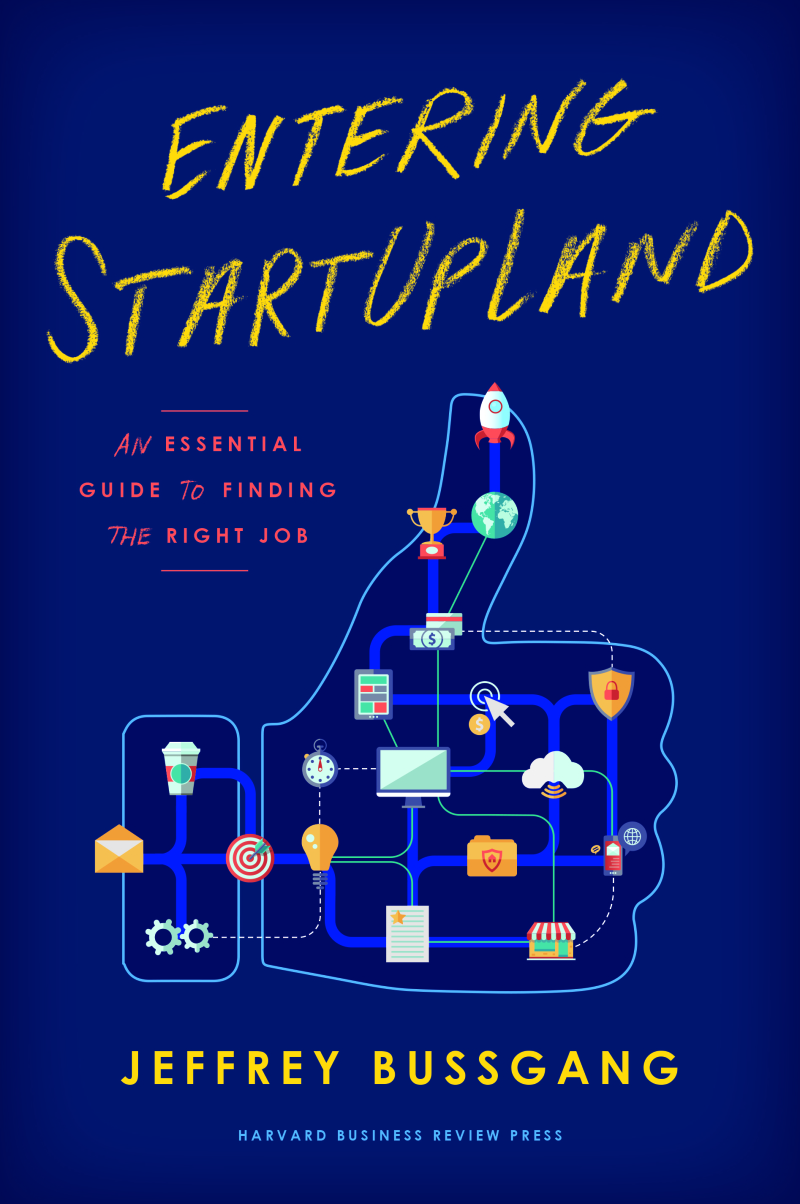 ENTERING
STARTUPLAND
AN ESSENTIAL
GUIDE TO FINDING
THE RIGHT JOB
$
$
JEFFREY BUSSGANG
HARVARD BUSINESS REVIEW PRESS